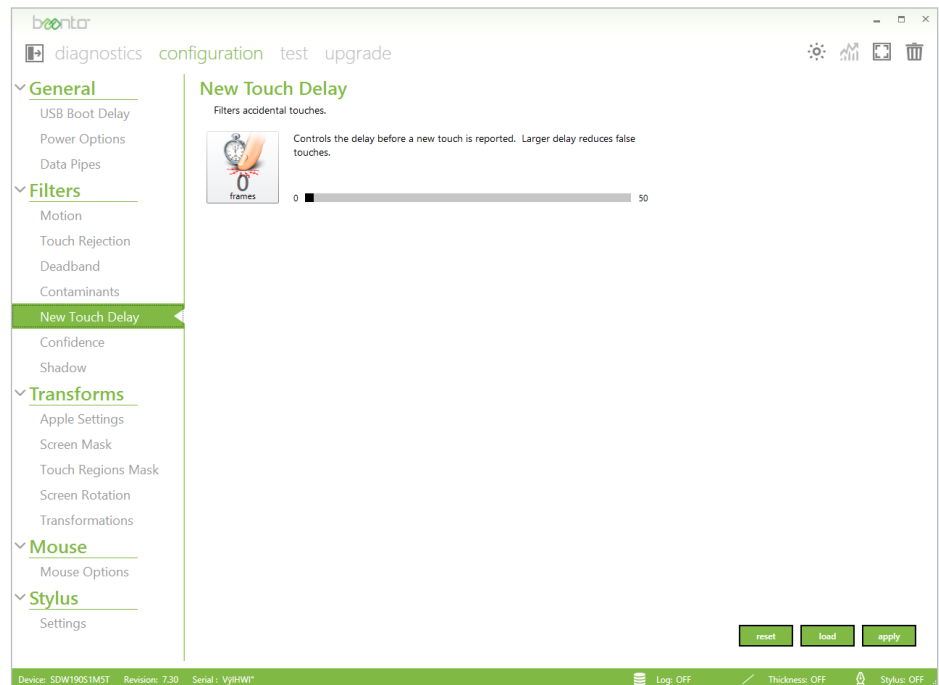 beonto
diagnostics configuration test upgrade
General
USB Boot Delay
Power Options
Data Pipes
Filters
Motion
Touch Rejection
Deadband
Contaminants
New Touch Delay
Confidence
Shadow
Transforms
Apple Settings
Screen Mask
Touch Regions Mask
Screen Rotation
Transformations
Mouse
Mouse Options
Stylus
Settings
New Touch Delay
Filters accidental touches.
0
frames
Controls the delay before a new touch is reported. Larger delay reduces false
touches.
0 50
reset load apply
Device: SDW190S1M5T Revision: 7.30 Serial : VyIHWI° Log: OFF Thickness: OFF Stylus: OFF